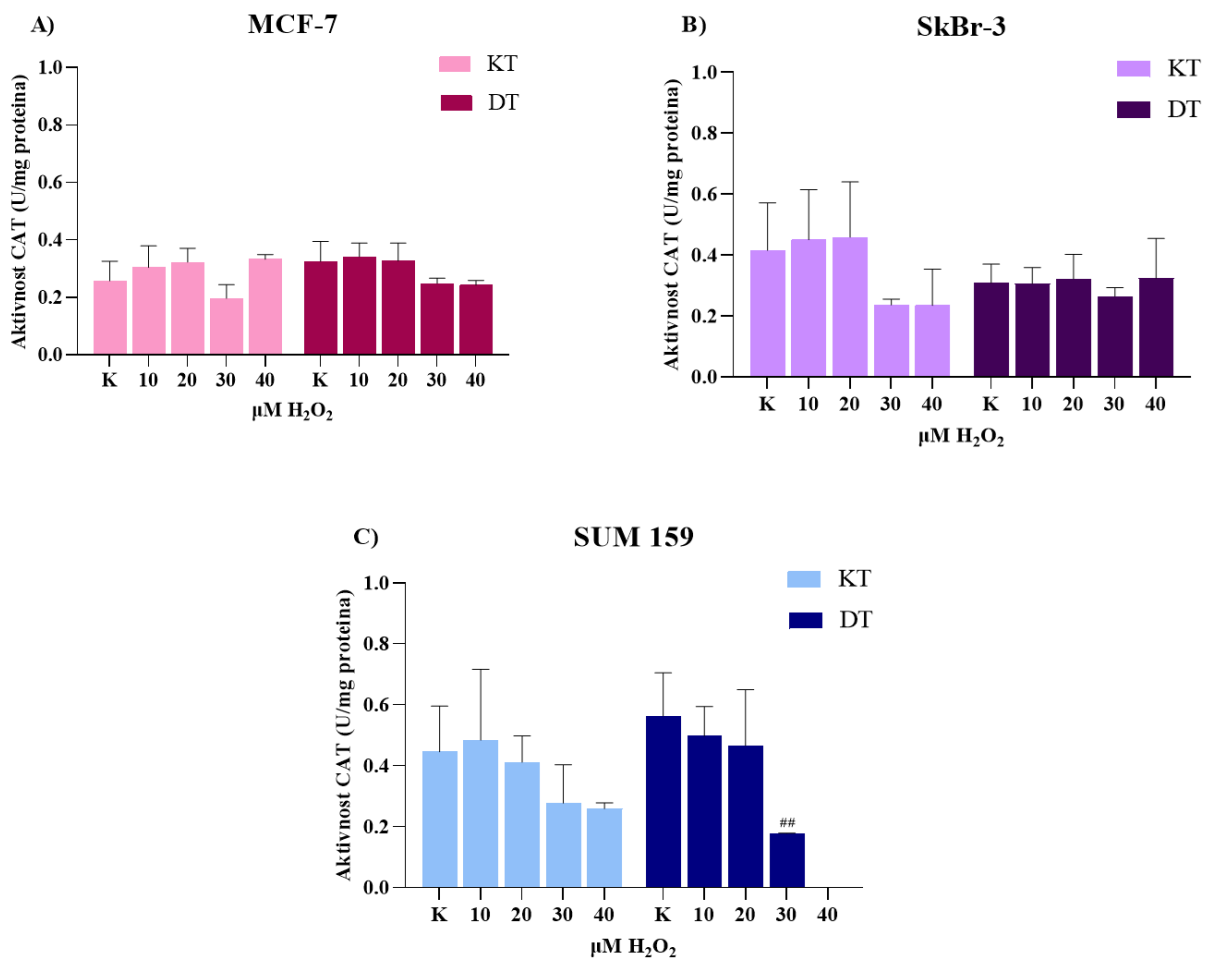 A)
MCF-7
KT
DT
Aktivnost CAT (U/mg proteina)
1.0
0.8
0.6
0.4
0.2
0.0
K 10 20 30 40 K 10 20 30 40
μM H₂O₂
B)
SkBr-3
KT
DT
Aktivnost CAT (U/mg proteina)
1.0
0.8
0.6
0.4
0.2
0.0
K 10 20 30 40 K 10 20 30 40
μM H₂O₂
C)
SUM 159
KT
DT
Aktivnost CAT (U/mg proteina)
1.0
0.8
0.6
0.4
0.2
0.0
##
K 10 20 30 40 K 10 20 30 40
μM H₂O₂